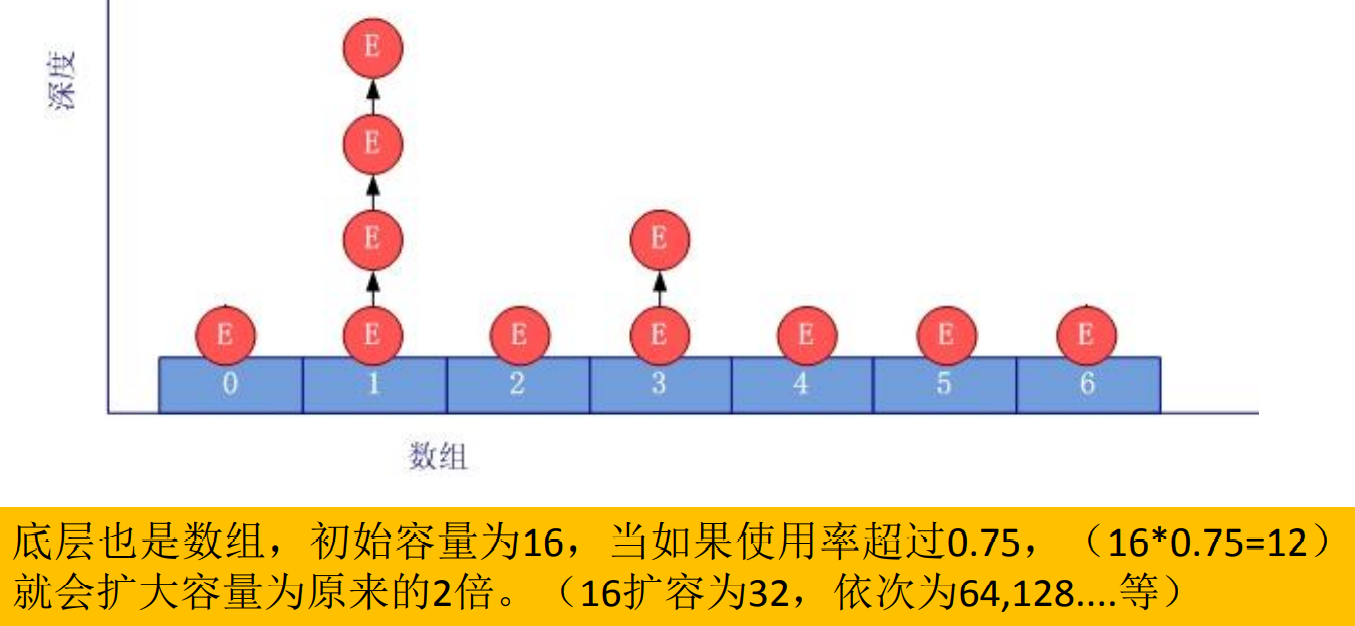 深度
E
E
E E
E E E E E E E
0 1 2 3 4 5 6
数组
底层也是数组，初始容量为16，当如果使用率超过0.75，（16*0.75=12）
就会扩大容量为原来的2倍。（16扩容为32，依次为64,128....等）